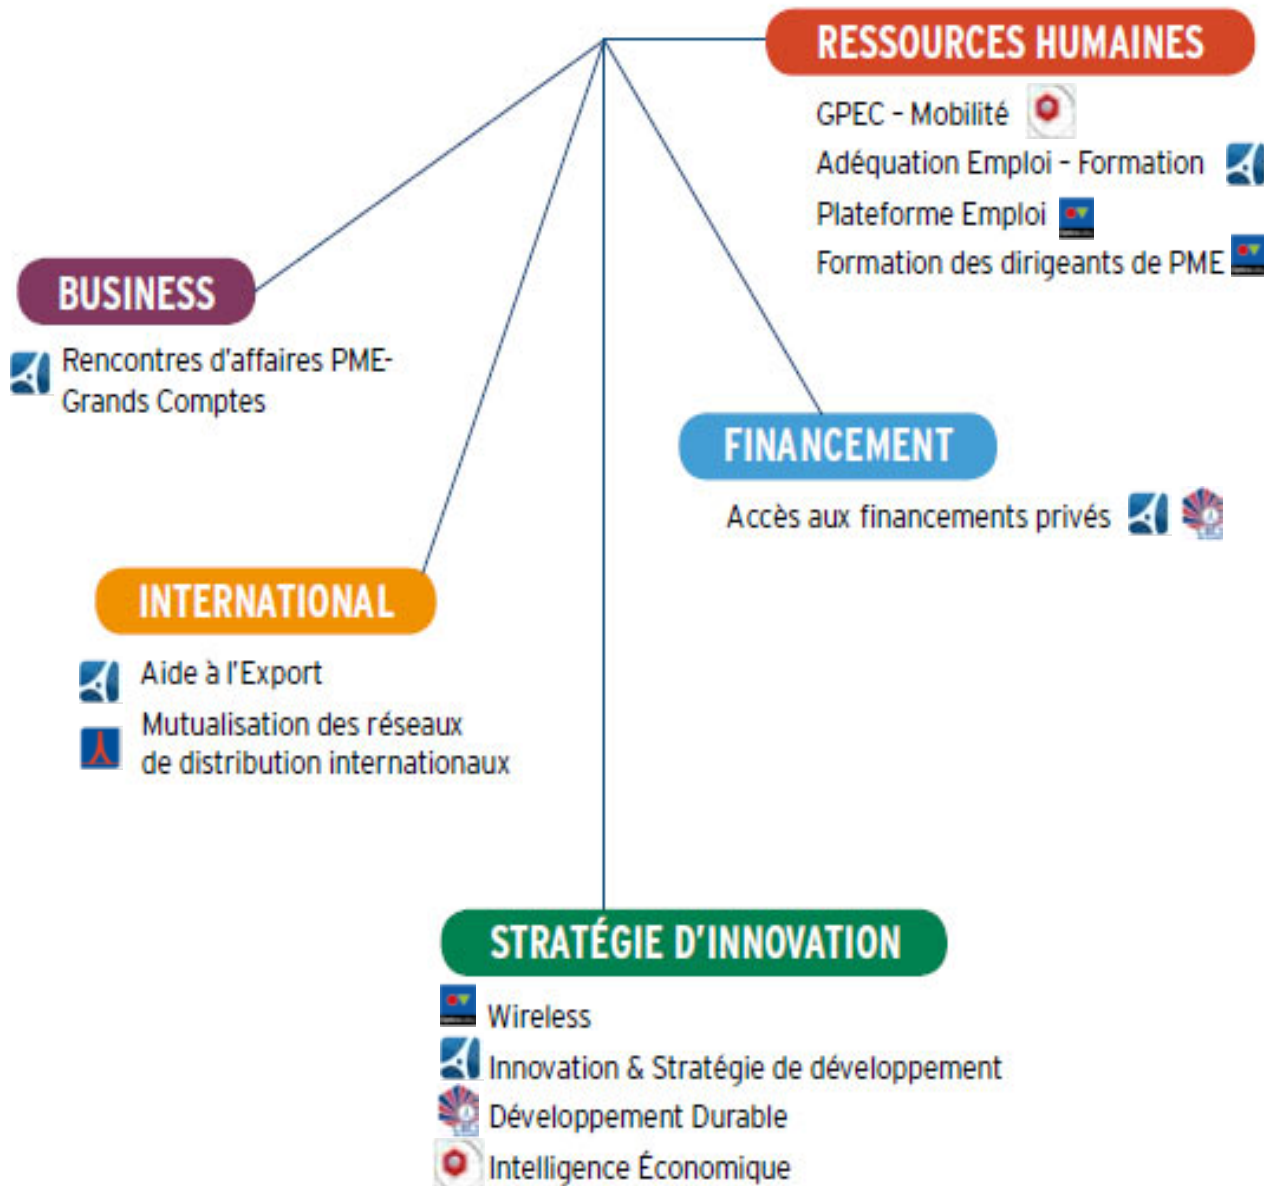 RESSOURCES HUMAINES
GPEC – Mobilité
Adéquation Emploi – Formation
Plateforme Emploi
Formation des dirigeants de PME
BUSINESS
Rencontres d'affaires PME-
Grands Comptes
FINANCEMENT
Accès aux financements privés
INTERNATIONAL
Aide à l'Export
Mutualisation des réseaux
de distribution internationaux
STRATÉGIE D'INNOVATION
Wireless
Innovation & Stratégie de développement
Développement Durable
Intelligence Économique